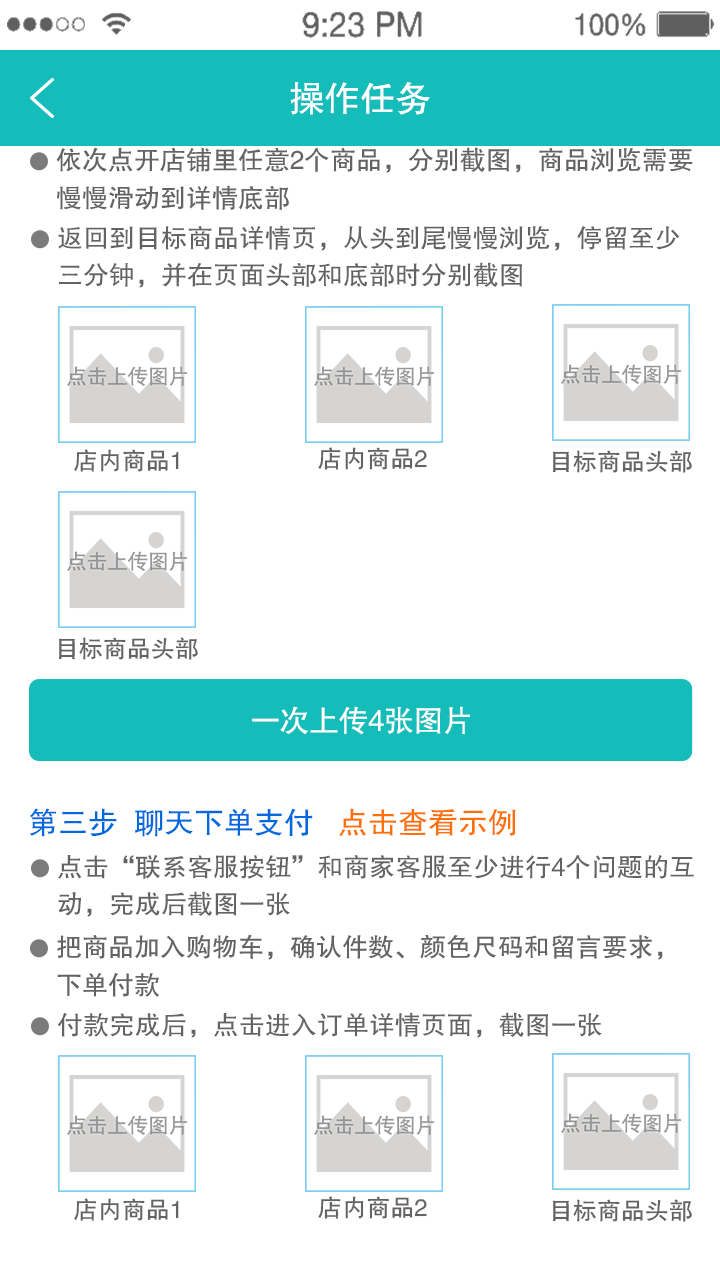 9:23 PM 100%
操作任务
依次点开店铺里任意2个商品，分别截图，商品浏览需要
慢慢滑动到详情底部
返回到目标商品详情页，从头到尾慢慢浏览，停留至少
三分钟，并在页面头部和底部时分别截图
点击上传图片 点击上传图片 点击上传图片
店内商品1 店内商品2 目标商品头部
点击上传图片
目标商品头部
一次上传4张图片
第三步 聊天下单支付 点击查看示例
点击“联系客服按钮”和商家客服至少进行4个问题的互
动，完成后截图一张
把商品加入购物车，确认件数、颜色尺码和留言要求，
下单付款
付款完成后，点击进入订单详情页面，截图一张
点击上传图片 点击上传图片 点击上传图片
店内商品1 店内商品2 目标商品头部